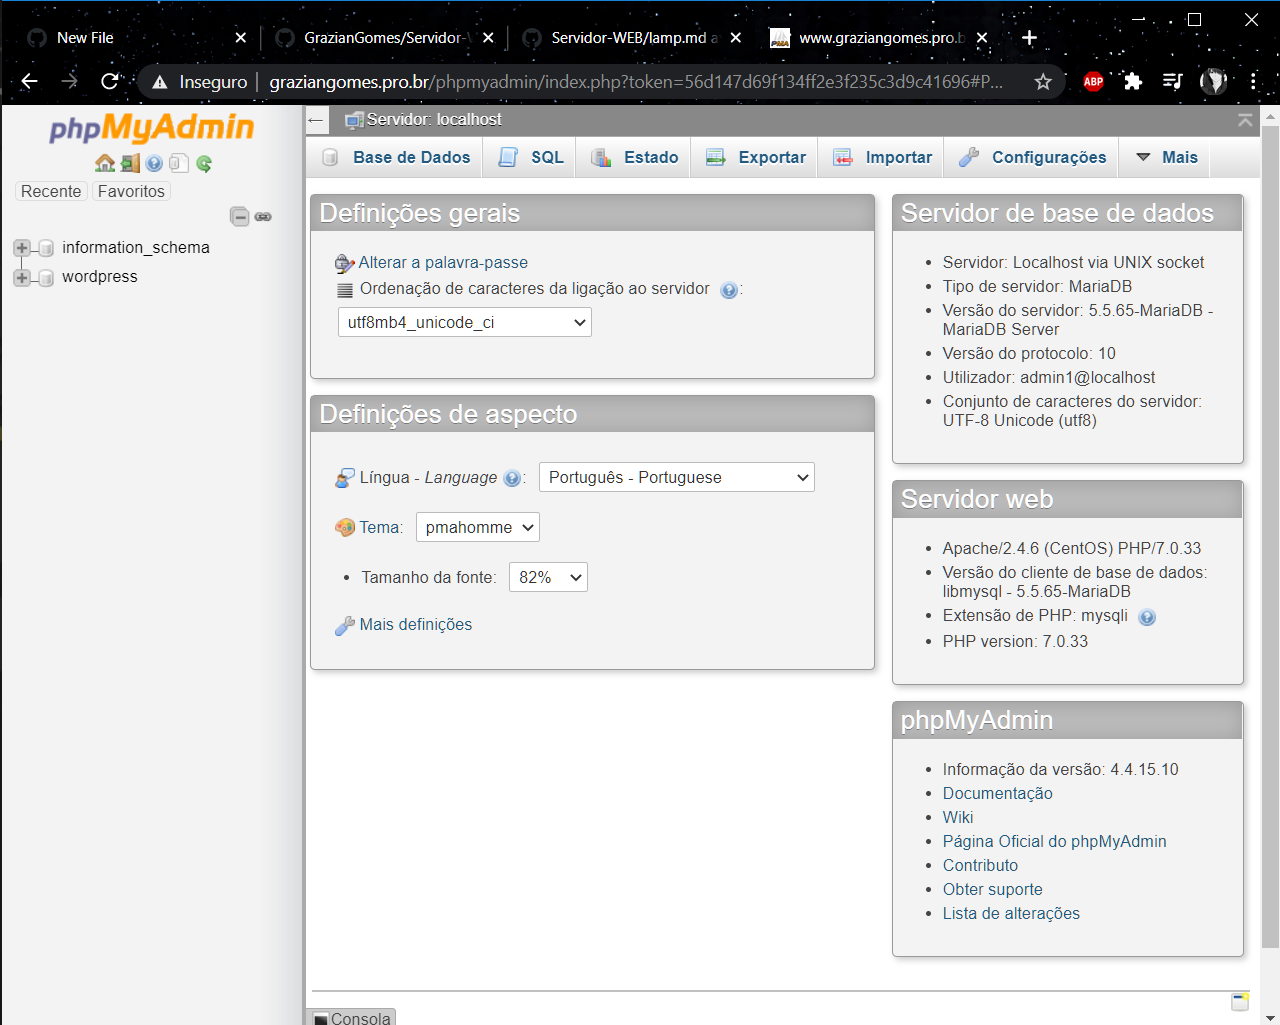 New File
GrazianGomes/Servidor-
Servidor-WEB/lamp.md a
www.graziangomes.pro.b
Inseguro
graziangomes.pro.br/phpmyadmin/index.php?token=56d147d69f134ff2e3f235c3d9c41696#P...
ABP
phpMyAdmin
Recente
Favoritos
information_schema
wordpress
Servidor: localhost
Base de Dados
SQL
Estado
Exportar
Importar
Configurações
Mais
Definições gerais
Alterar a palavra-passe
Ordenação de caracteres da ligação ao servidor :
utf8mb4_unicode_ci
Definições de aspecto
Língua - Language :
Português - Portuguese
Tema:
pmahomme
Tamanho da fonte:
82%
Mais definições
Servidor de base de dados
Servidor: Localhost via UNIX socket
Tipo de servidor: MariaDB
Versão do servidor: 5.5.65-MariaDB -
MariaDB Server
Versão do protocolo: 10
Utilizador: admin1@localhost
Conjunto de caracteres do servidor:
UTF-8 Unicode (utf8)
Servidor web
Apache/2.4.6 (CentOS) PHP/7.0.33
Versão do cliente de base de dados:
libmysql - 5.5.65-MariaDB
Extensão de PHP: mysqli
PHP version: 7.0.33
phpMyAdmin
Informação da versão: 4.4.15.10
Documentação
Wiki
Página Oficial do phpMyAdmin
Contributo
Obter suporte
Lista de alterações
Consola